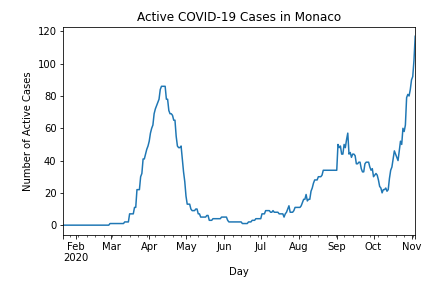 Active COVID-19 Cases in Monaco
120
100
80
60
40
20
0
Number of Active Cases
Feb Mar Apr May Jun Jul Aug Sep Oct Nov
2020
Day